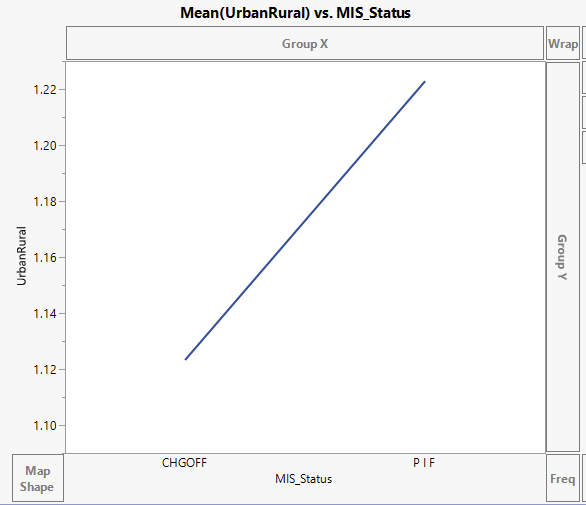 Mean(UrbanRural) vs. MIS_Status
Group X
Wrap
1.22
1.20
1.18
1.16
1.14
1.12
1.10
UrbanRural
Group Y
CHGOFF
P I F
MIS_Status
Map
Shape
Freq